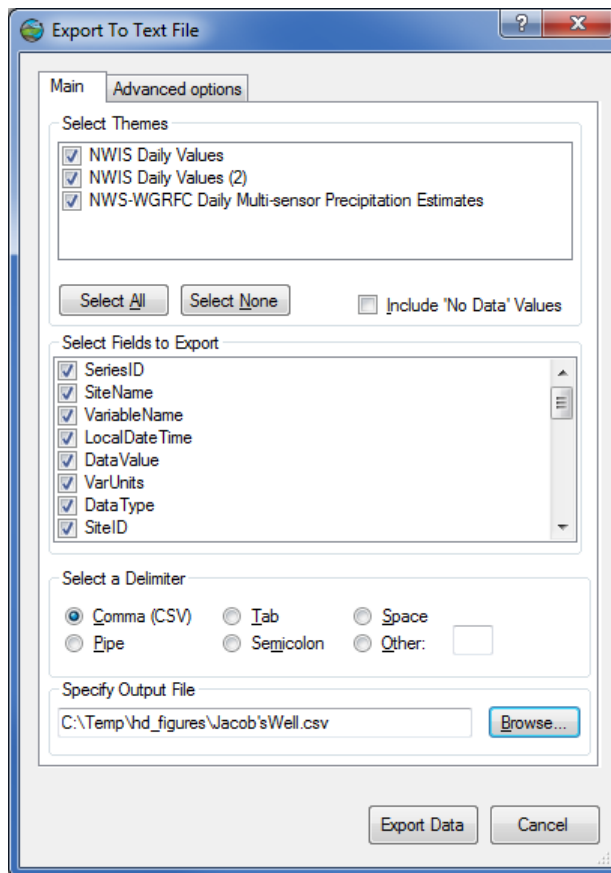 Export To Text File
Main
Advanced options
Select Themes
NWIS Daily Values
NWIS Daily Values (2)
NWS-WGRFC Daily Multi-sensor Precipitation Estimates
Select All
Select None
Include 'No Data' Values
Select Fields to Export
SeriesID
SiteName
VariableName
LocalDateTime
DataValue
VarUnits
DataType
SiteID
Select a Delimiter
Comma (CSV)
Tab
Space
Pipe
Semicolon
Other:
Specify Output File
C:\Temp\hd_figures\Jacob'sWell.csv
Browse...
Export Data
Cancel